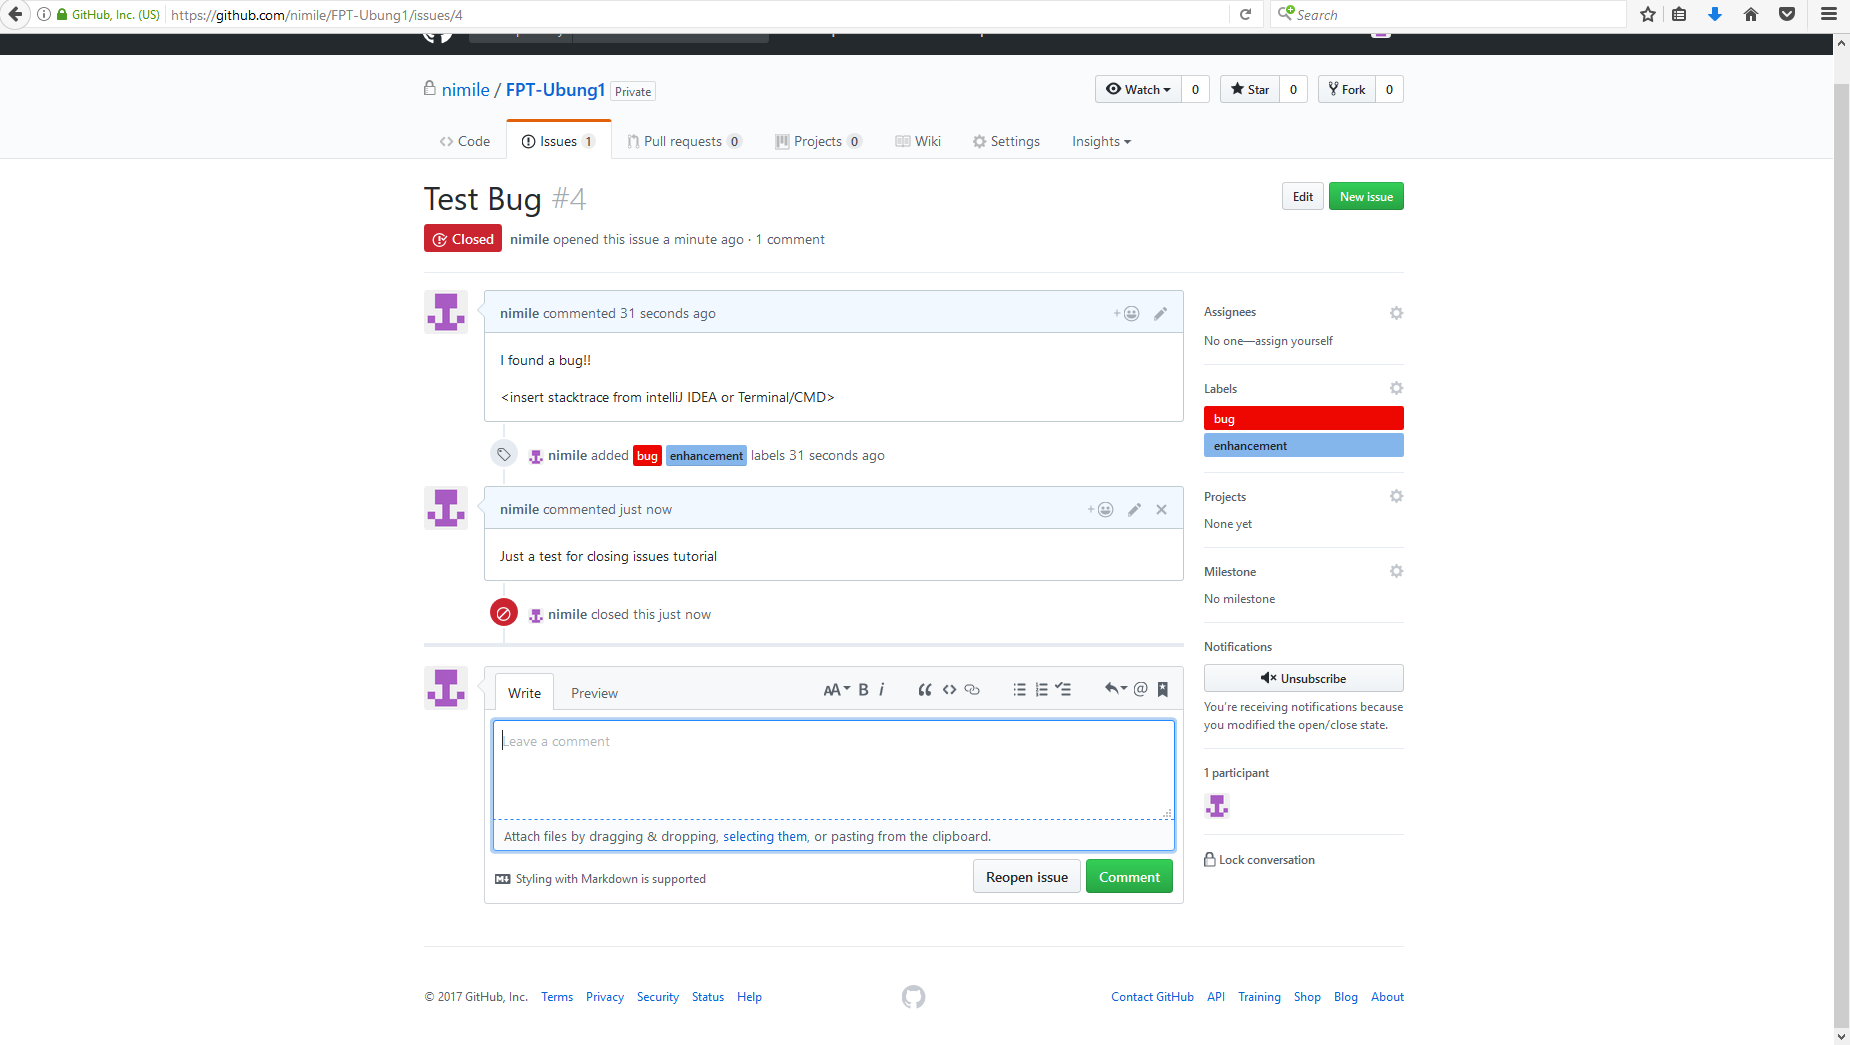 GitHub, Inc. (US) https://github.com/nimile/FPT-Ubung1/issues/4 Search
nimile / FPT-Ubung1 Private
Watch 0 Star 0 Fork 0
Code Issues 1 Pull requests 0 Projects 0 Wiki Settings Insights
Test Bug #4
Edit New issue
Closed nimile opened this issue a minute ago · 1 comment
nimile commented 31 seconds ago
I found a bug!!
<insert stacktrace from intelliJ IDEA or Terminal/CMD>
nimile added bug enhancement labels 31 seconds ago
nimile commented just now
Just a test for closing issues tutorial
nimile closed this just now
Write Preview
AA B i
Leave a comment
Attach files by dragging & dropping, selecting them, or pasting from the clipboard.
Styling with Markdown is supported
Reopen issue Comment
Assignees
No one—assign yourself
Labels
bug
enhancement
Projects
None yet
Milestone
No milestone
Notifications
Unsubscribe
You're receiving notifications because
you modified the open/close state.
1 participant
Lock conversation
© 2017 GitHub, Inc. Terms Privacy Security Status Help
Contact GitHub API Training Shop Blog About